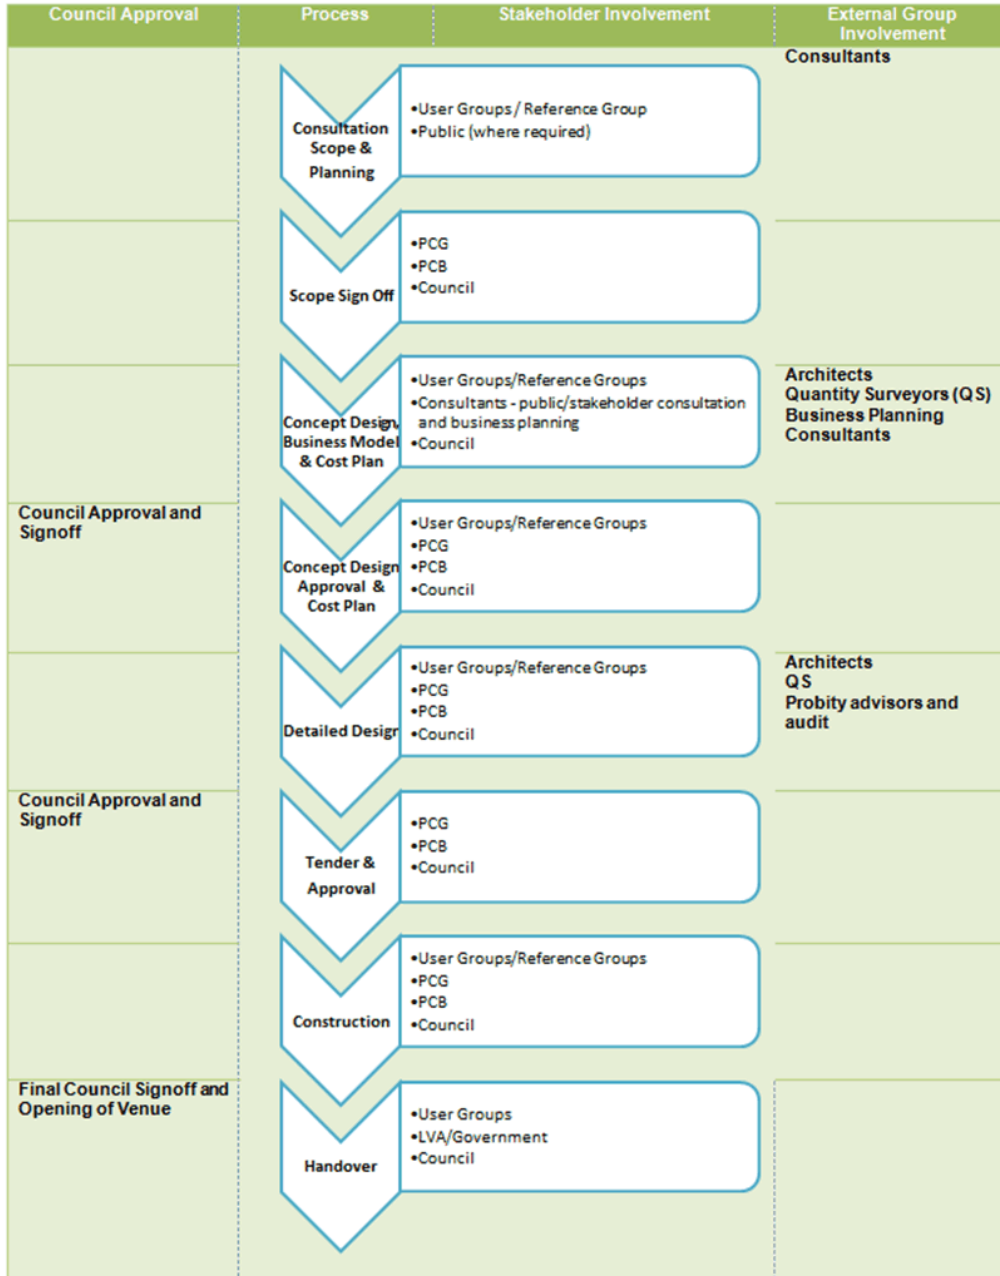 Council Approval
Process
Stakeholder Involvement
External Group
Involvement
Consultants
Consultation
Scope &
Planning
•User Groups / Reference Group
•Public (where required)
Scope Sign Off
•PCG
•PCB
•Council
Concept Design,
Business Model
& Cost Plan
•User Groups/Reference Groups
•Consultants - public/stakeholder consultation
and business planning
•Council
Architects
Quantity Surveyors (QS)
Business Planning
Consultants
Council Approval and
Signoff
Concept Design
Approval &
Cost Plan
•User Groups/Reference Groups
•PCG
•PCB
•Council
Detailed Design
•User Groups/Reference Groups
•PCG
•PCB
•Council
Architects
QS
Probity advisors and
audit
Council Approval and
Signoff
Tender &
Approval
•PCG
•PCB
•Council
Construction
•User Groups/Reference Groups
•PCG
•PCB
•Council
Final Council Signoff and
Opening of Venue
Handover
•User Groups
•LVA/Government
•Council